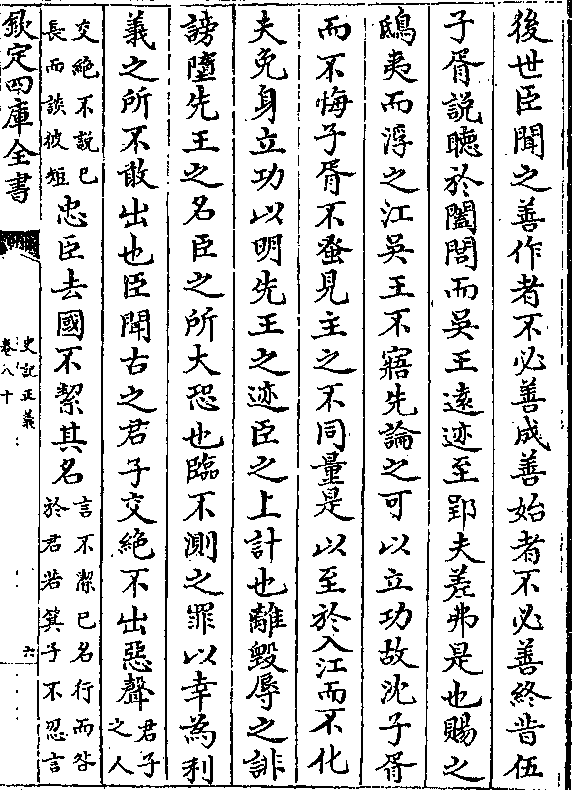 後世臣聞之善作者不必善成善始者不必善終昔伍
子胥說聽於闔閭而吳王遠迹至郢夫差弗是也賜之
鴟夷而浮之江吳王不寤先論之可以立功故沈子胥
而不悔子胥不蚤見主之不同量是以至於入江而不化
夫免身立功以明先王之迹臣之上計也離毀辱之誹
謗墮先王之名臣之所大恐也臨不測之罪以幸為利
義之所不敢出也臣聞古之君子交絕不出惡聲君子之人
交絕不說己長而談彼短忠臣去國不絜其名言不潔己名行而咎於君若箕子不忍言
欽定四庫全書
史記正義
卷八十
六